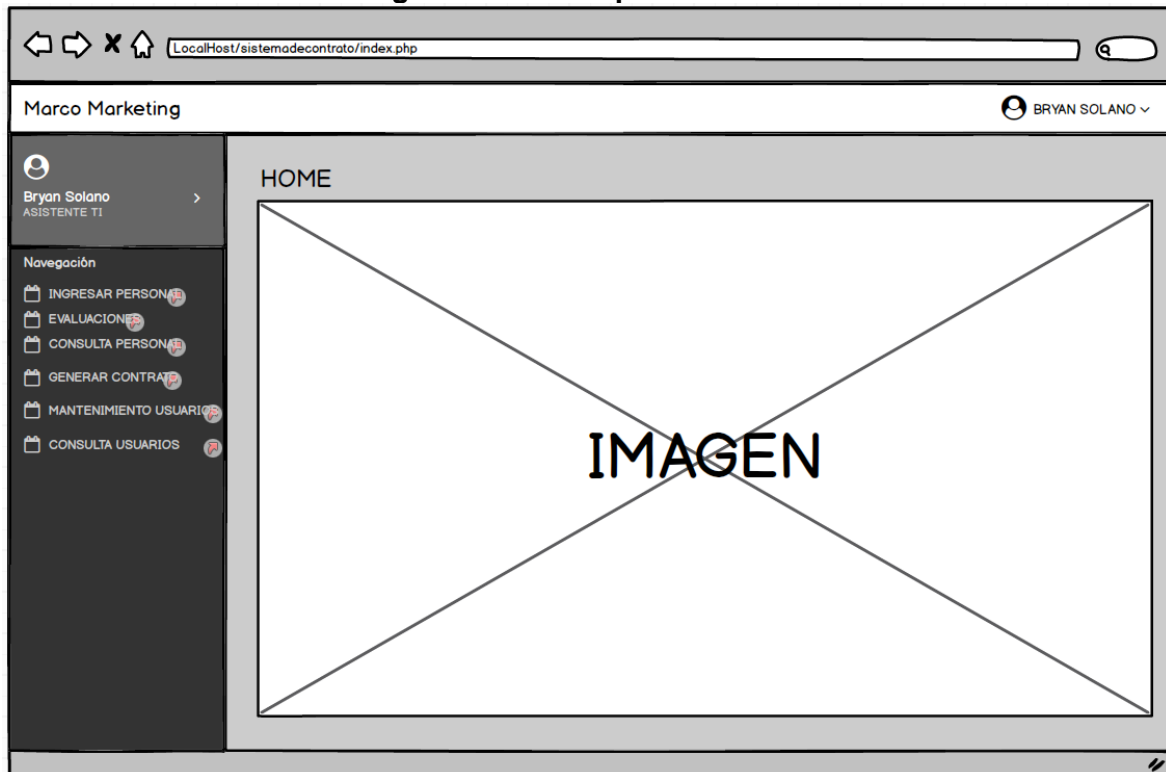 LocalHost/sistemadecontrato/index.php
Marco Marketing
BRYAN SOLANO
Bryan Solano
ASISTENTE TI
HOME
Navegación
INGRESAR PERSONAL
EVALUACIONES
CONSULTA PERSONAL
GENERAR CONTRATO
MANTENIMIENTO USUARIOS
CONSULTA USUARIOS
IMAGEN